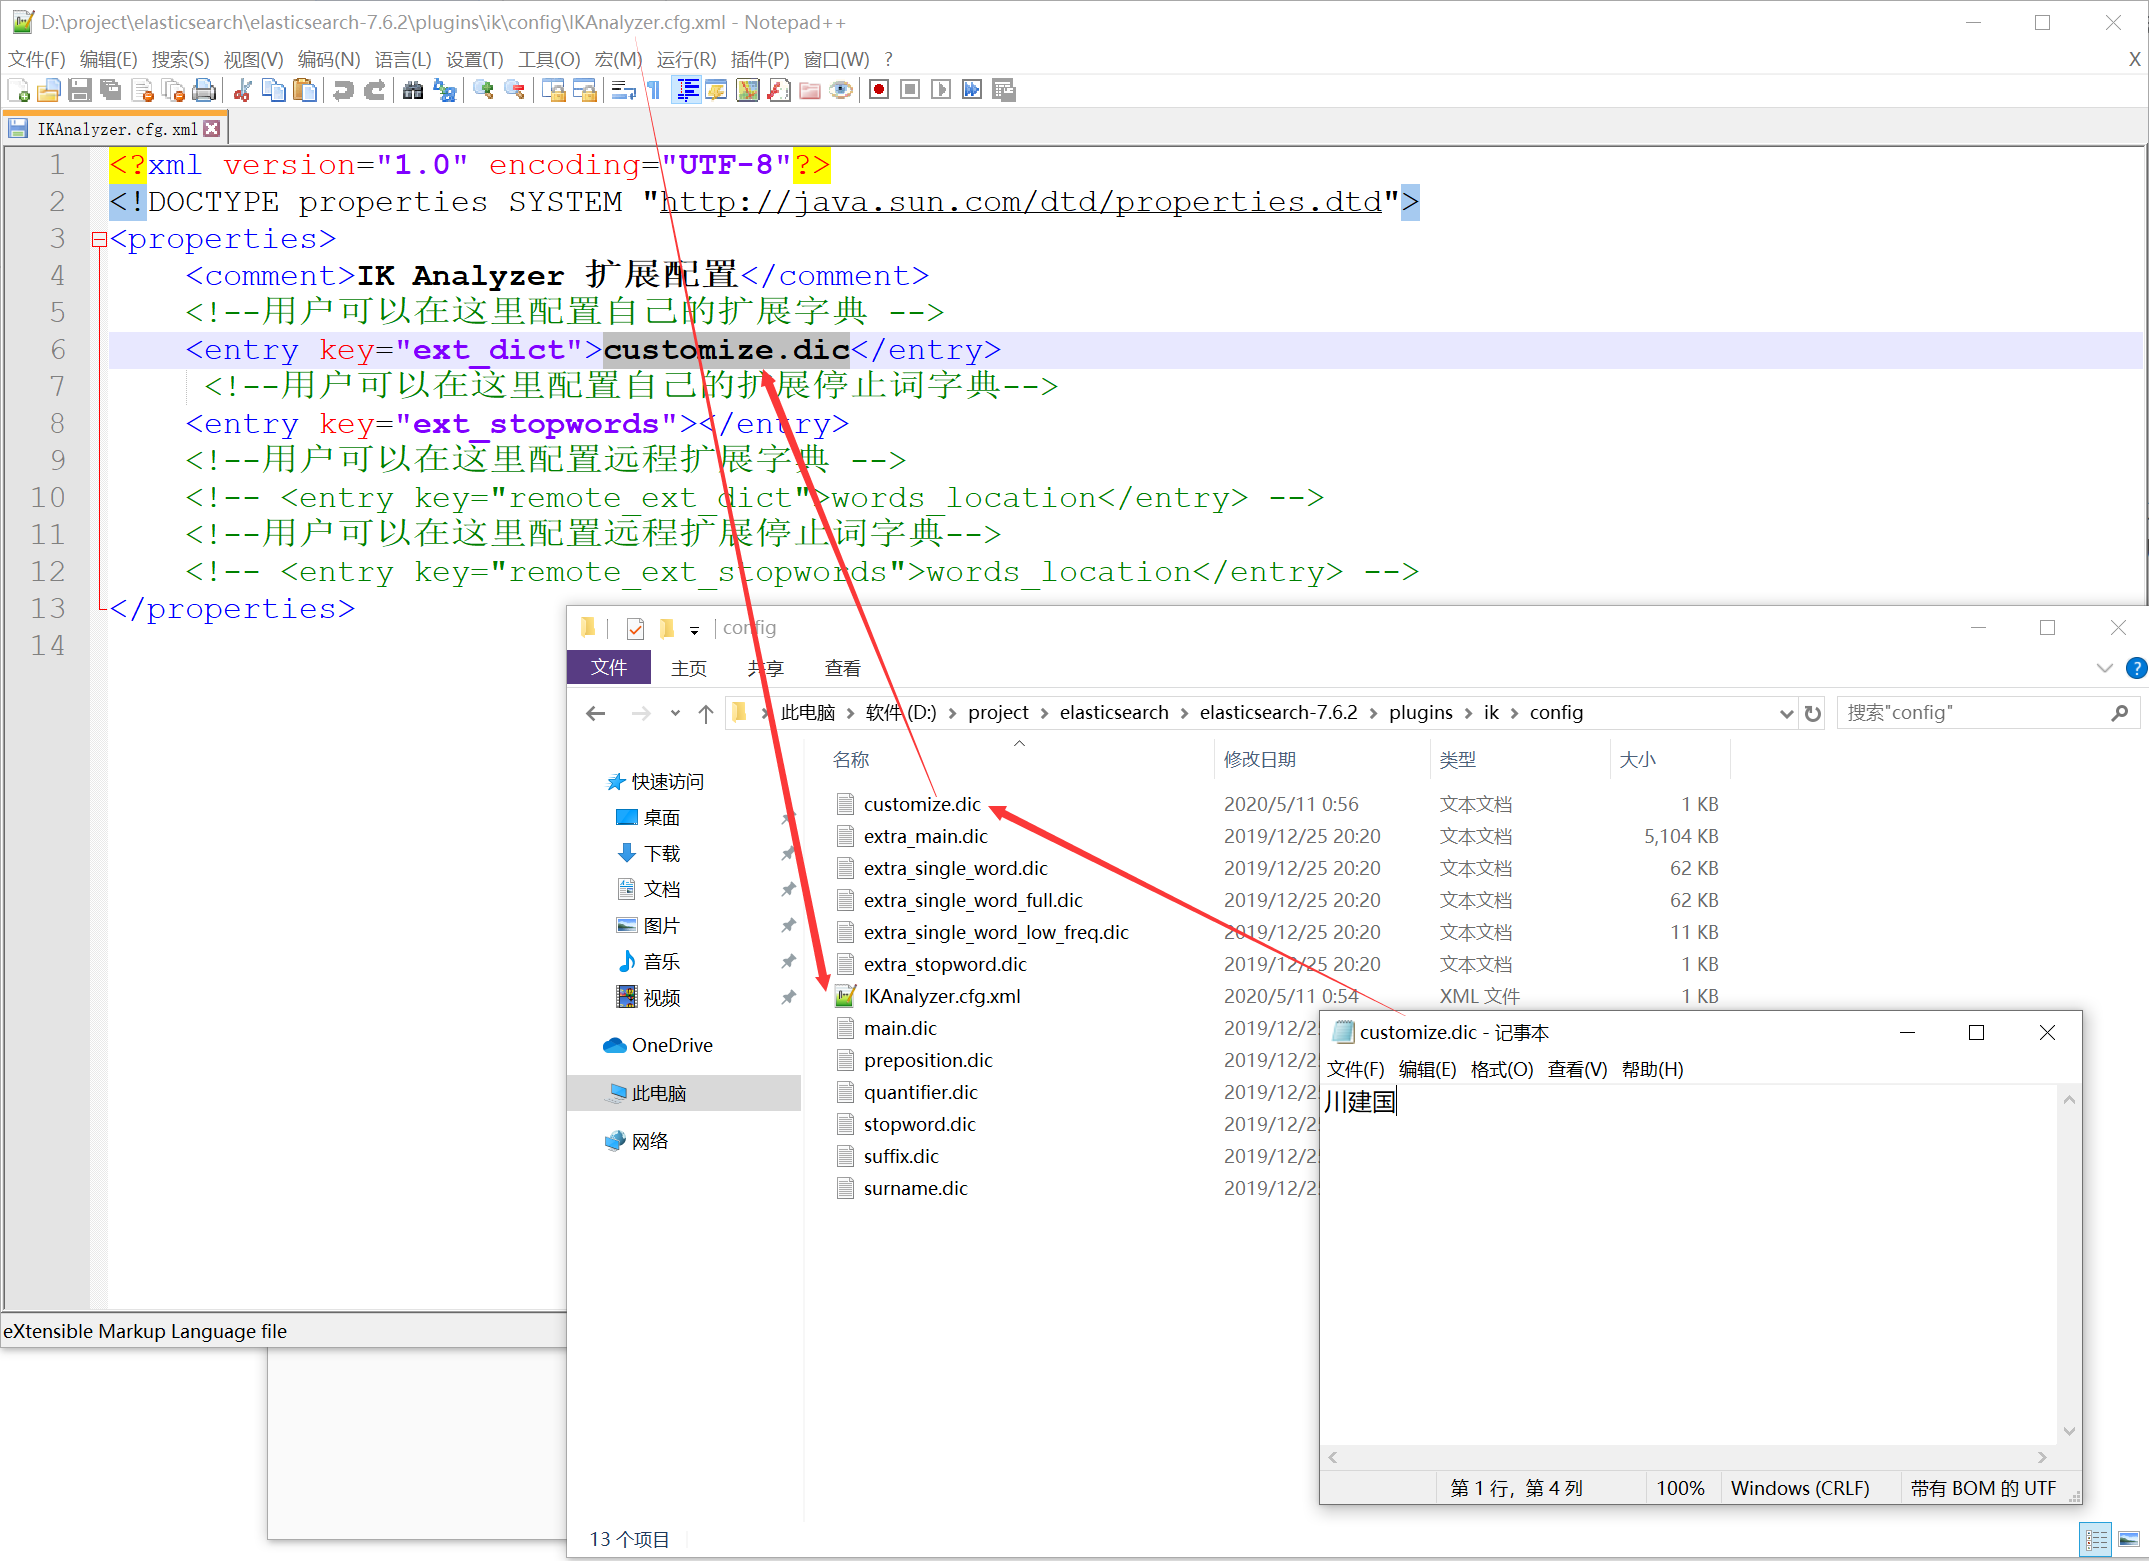 D:\project\elasticsearch\elasticsearch-7.6.2\plugins\ik\config\IKAnalyzer.cfg.xml - Notepad++
文件(F) 编辑(E) 搜索(S) 视图(V) 编码(N) 语言(L) 设置(T) 工具(O) 宏(M) 运行(R) 插件(P) 窗口(W) ? X
IKAnalyzer.cfg.xml
1 <?xml version="1.0" encoding="UTF-8"?>
2 <!DOCTYPE properties SYSTEM "http://java.sun.com/dtd/properties.dtd">
3 <properties>
4 <comment>IK Analyzer 扩展配置</comment>
5 <!--用户可以在这里配置自己的扩展字典 -->
6 <entry key="ext_dict">customize.dic</entry>
7 <!--用户可以在这里配置自己的扩展停止词字典-->
8 <entry key="ext_stopwords"></entry>
9 <!--用户可以在这里配置远程扩展字典 -->
10 <!-- <entry key="remote_ext_dict">words_location</entry> -->
11 <!--用户可以在这里配置远程扩展停止词字典-->
12 <!-- <entry key="remote_ext_stopwords">words_location</entry> -->
13 </properties>
14
eXtensible Markup Language file
config
文件 主页 共享 查看
此电脑 > 软件 (D:) > project > elasticsearch > elasticsearch-7.6.2 > plugins > ik > config
搜索"config"
快速访问
桌面
下载
文档
图片
音乐
视频
OneDrive
此电脑
网络
名称 修改日期 类型 大小
customize.dic 2020/5/11 0:56 文本文档 1 KB
extra_main.dic 2019/12/25 20:20 文本文档 5,104 KB
extra_single_word.dic 2019/12/25 20:20 文本文档 62 KB
extra_single_word_full.dic 2019/12/25 20:20 文本文档 62 KB
extra_single_word_low_freq.dic 2019/12/25 20:20 文本文档 11 KB
extra_stopword.dic 2019/12/25 20:20 文本文档 1 KB
IKAnalyzer.cfg.xml 2020/5/11 0:54 XML 文件 1 KB
main.dic 2019/12/2
preposition.dic 2019/12/2
quantifier.dic 2019/12/2
stopword.dic 2019/12/2
suffix.dic 2019/12/2
surname.dic 2019/12/2
13 个项目
customize.dic - 记事本
文件(F) 编辑(E) 格式(O) 查看(V) 帮助(H)
川建国
第 1 行，第 4 列 100% Windows (CRLF) 带有 BOM 的 UTF